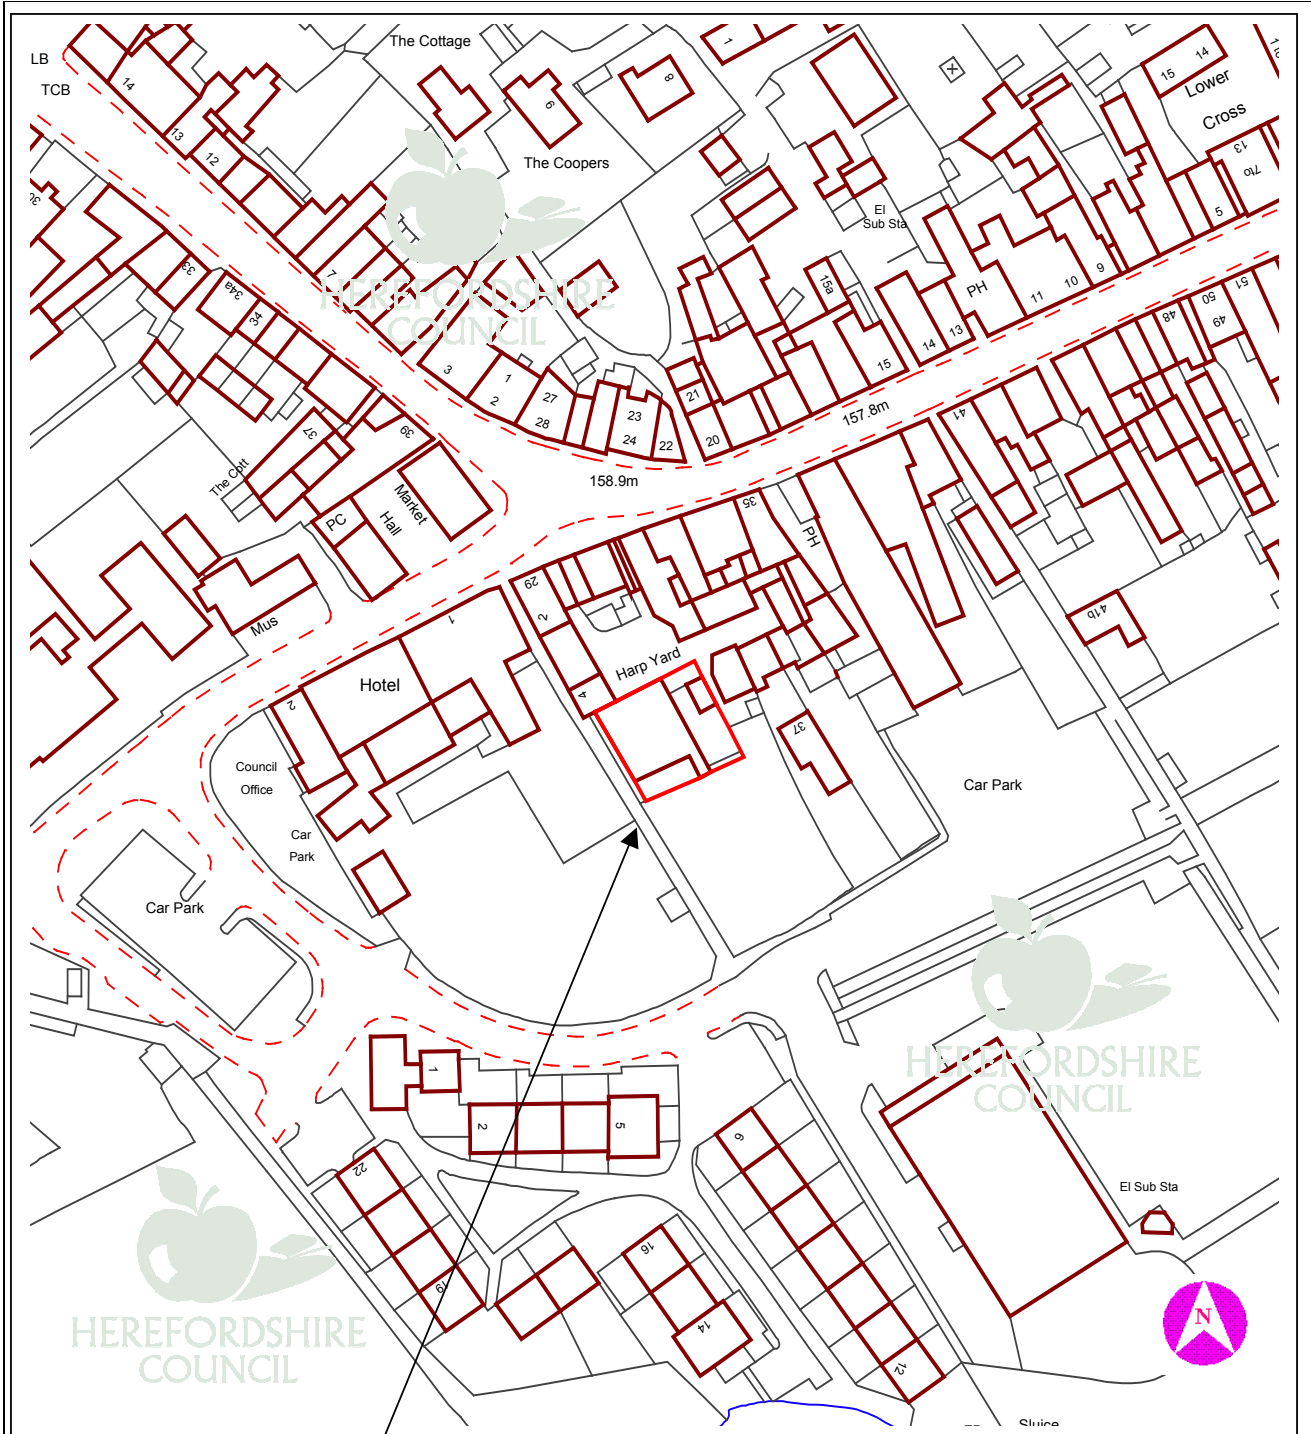 The Cottage
LB
TCB
14
13
12
7
6
8
1
The Coopers
El
Sub Sta
15
14
Lower
Cross
13
7to
5
9
10
11
PH
13
14
15
15a
33
34a
34
HEREFORDSHIRE
COUNCIL
3
1
2
27
28
23
24
22
21
20
157.8m
158.9m
48
50
49
51
41
37
39
The Cott
Market
Hall
PC
Mus
35
PH
29
2
4
Harp Yard
41b
1
Hotel
2
37
Council
Office
Car
Park
Car Park
Car Park
HEREFORDSHIRE
COUNCIL
1
2
5
6
22
19
16
14
12
El Sub Sta
HEREFORDSHIRE
COUNCIL
N
Sluice